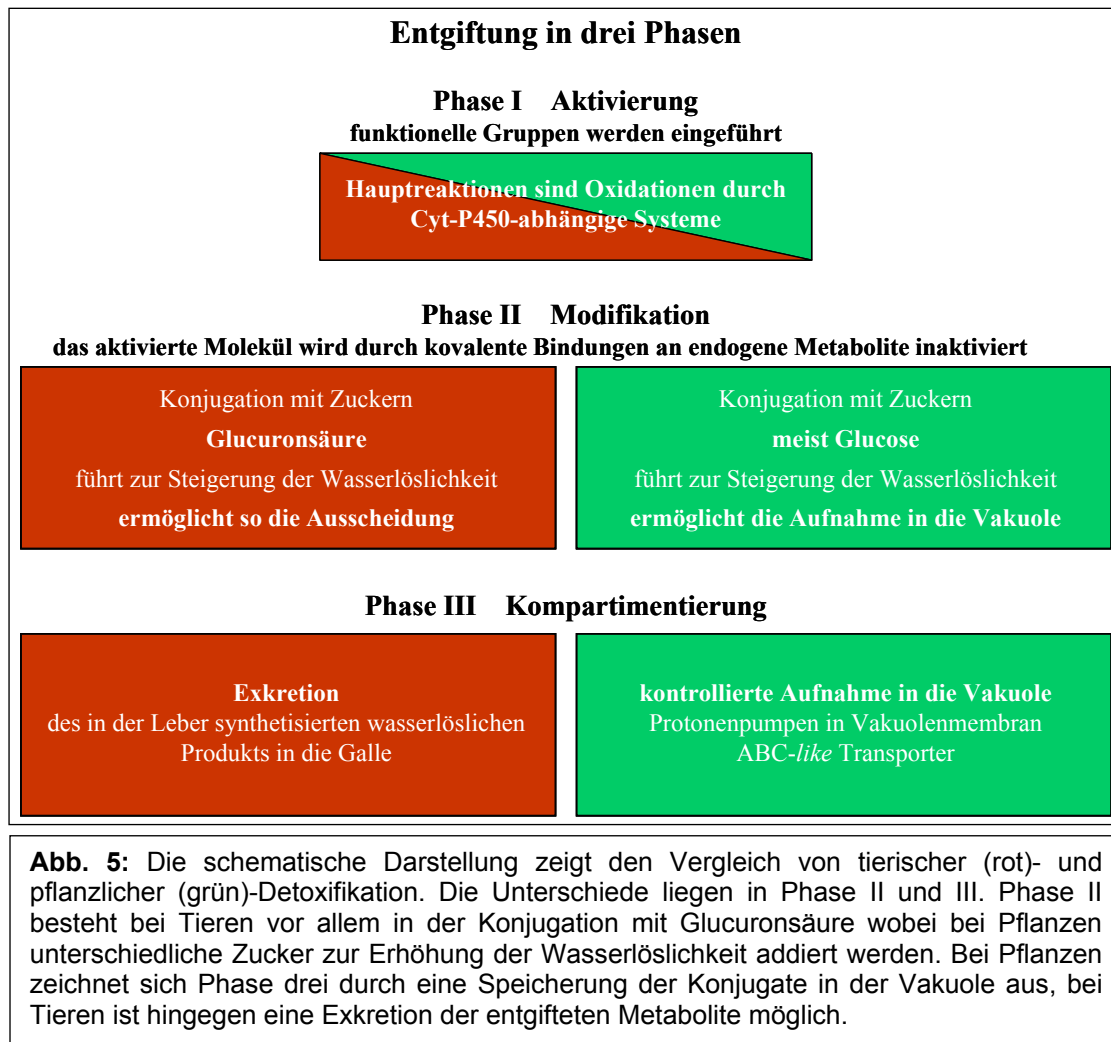 Entgiftung in drei Phasen
Phase I Aktivierung
funktionelle Gruppen werden eingeführt
Hauptreaktionen sind Oxidationen durch
Cyt-P450-abhängige Systeme
Phase II Modifikation
das aktivierte Molekül wird durch kovalente Bindungen an endogene Metabolite inaktiviert
Konjugation mit Zuckern
Glucuronsäure
führt zur Steigerung der Wasserlöslichkeit
ermöglicht so die Ausscheidung
Konjugation mit Zuckern
meist Glucose
führt zur Steigerung der Wasserlöslichkeit
ermöglicht die Aufnahme in die Vakuole
Phase III Kompartimentierung
Exkretion
des in der Leber synthetisierten wasserlöslichen
Produkts in die Galle
kontrollierte Aufnahme in die Vakuole
Protonenpumpen in Vakuolenmembran
ABC-like Transporter
Abb. 5: Die schematische Darstellung zeigt den Vergleich von tierischer (rot)- und
pflanzlicher (grün)-Detoxifikation. Die Unterschiede liegen in Phase II und III. Phase II
besteht bei Tieren vor allem in der Konjugation mit Glucuronsäure wobei bei Pflanzen
unterschiedliche Zucker zur Erhöhung der Wasserlöslichkeit addiert werden. Bei Pflanzen
zeichnet sich Phase drei durch eine Speicherung der Konjugate in der Vakuole aus, bei
Tieren ist hingegen eine Exkretion der entgifteten Metabolite möglich.